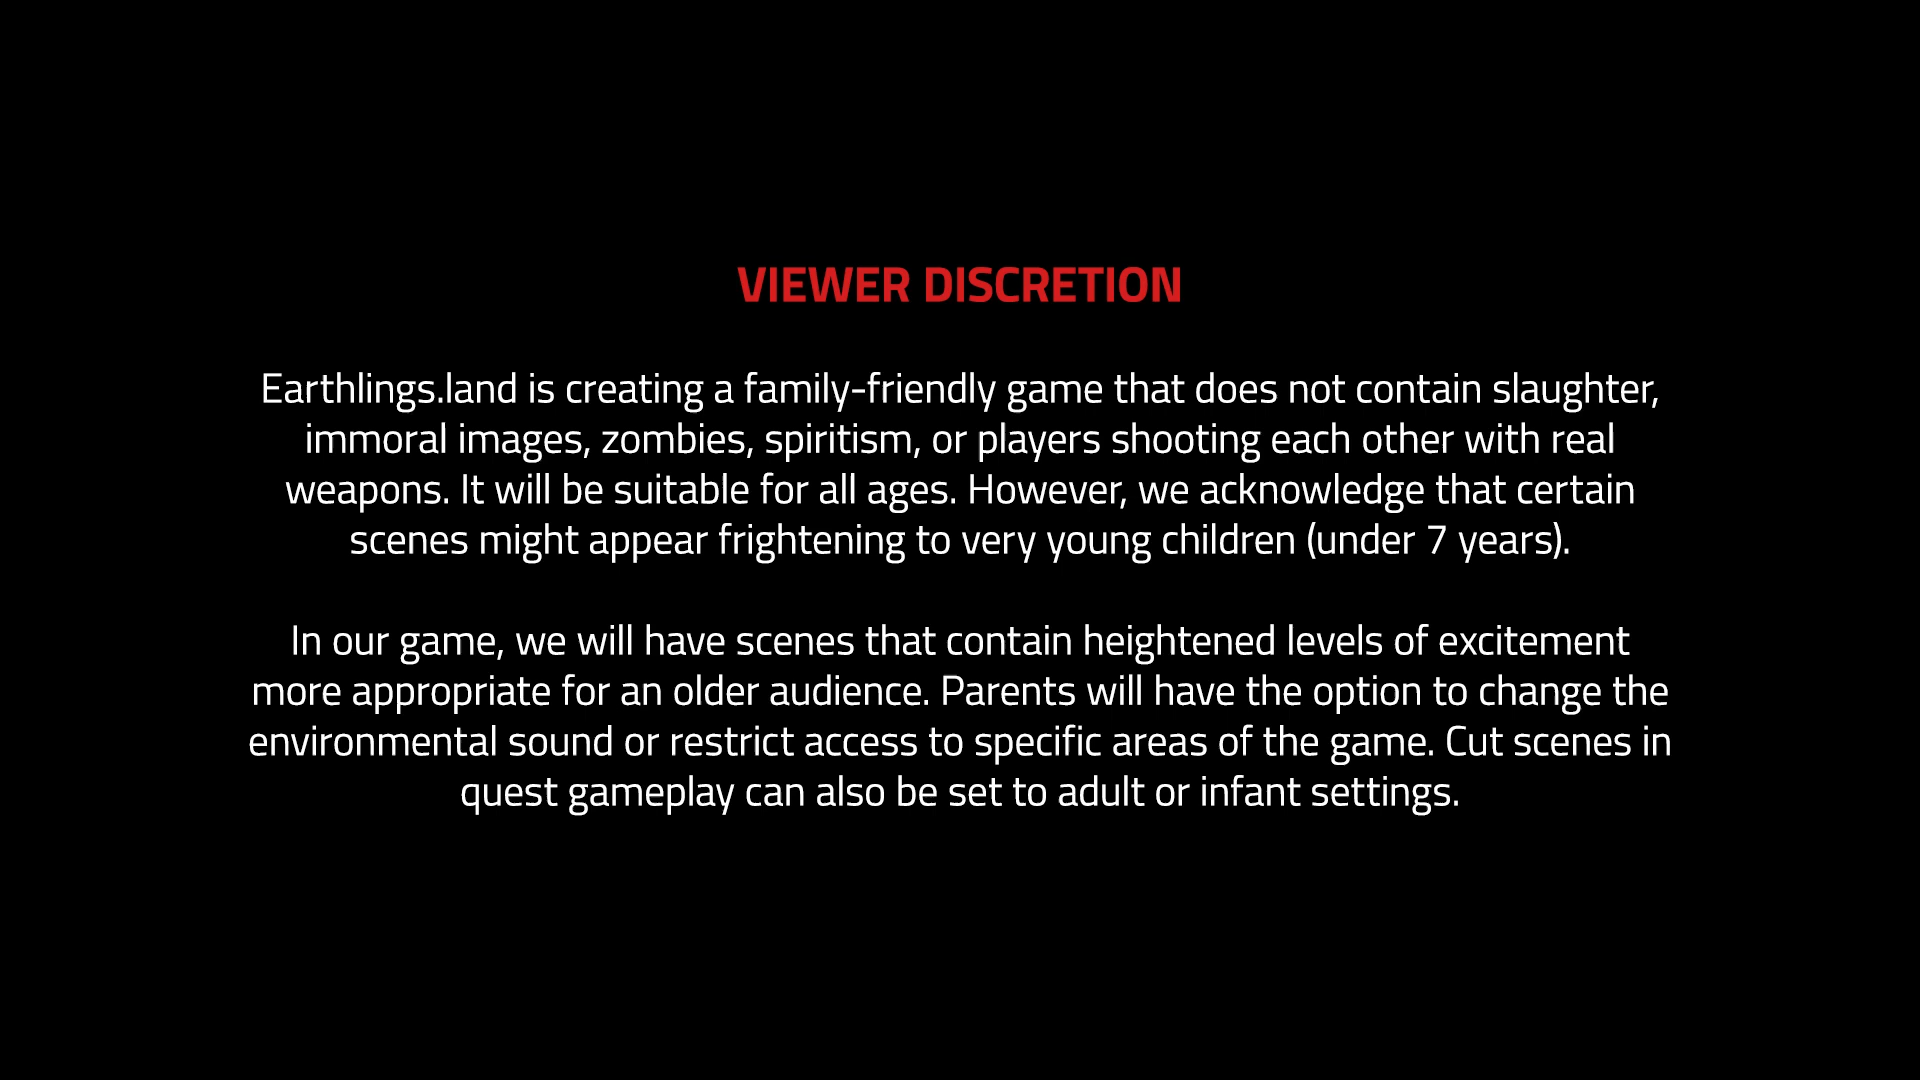 VIEWER DISCRETION
Earthlings.land is creating a family-friendly game that does not contain slaughter,
immoral images, zombies, spiritism, or players shooting each other with real
weapons. It will be suitable for all ages. However, we acknowledge that certain
scenes might appear frightening to very young children (under 7 years).
In our game, we will have scenes that contain heightened levels of excitement
more appropriate for an older audience. Parents will have the option to change the
environmental sound or restrict access to specific areas of the game. Cut scenes in
quest gameplay can also be set to adult or infant settings.